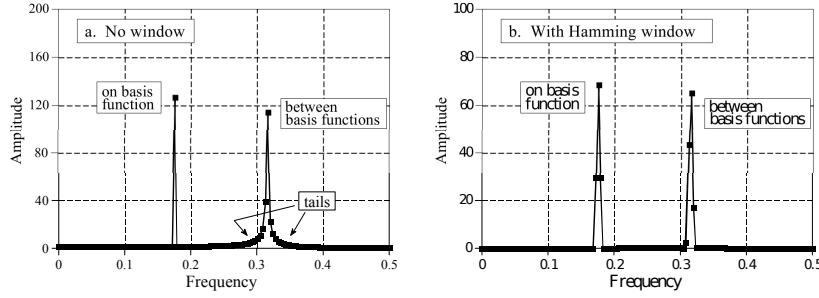 a. No window
200
160
120
80
40
0
on basis
function
between
basis functions
tails
0 0.1 0.2 0.3 0.4 0.5
Frequency
Amplitude
b. With Hamming window
100
80
60
40
20
0
on basis
function
between
basis functions
0 0.1 0.2 0.3 0.4 0.5
Frequency
Amplitude